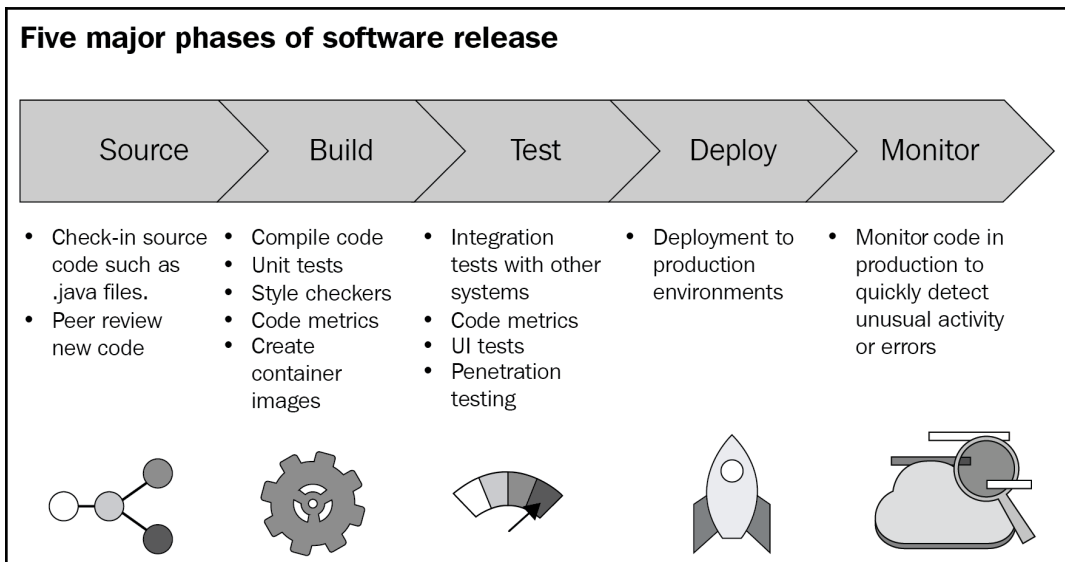 Five major phases of software release
Source
Build
Test
Deploy
Monitor
• Check-in source
code such as
.java files.
• Peer review
new code
• Compile code
• Unit tests
• Style checkers
• Code metrics
• Create
container
images
• Integration
tests with other
systems
• Code metrics
• UI tests
• Penetration
testing
• Deployment to
production
environments
• Monitor code in
production to
quickly detect
unusual activity
or errors